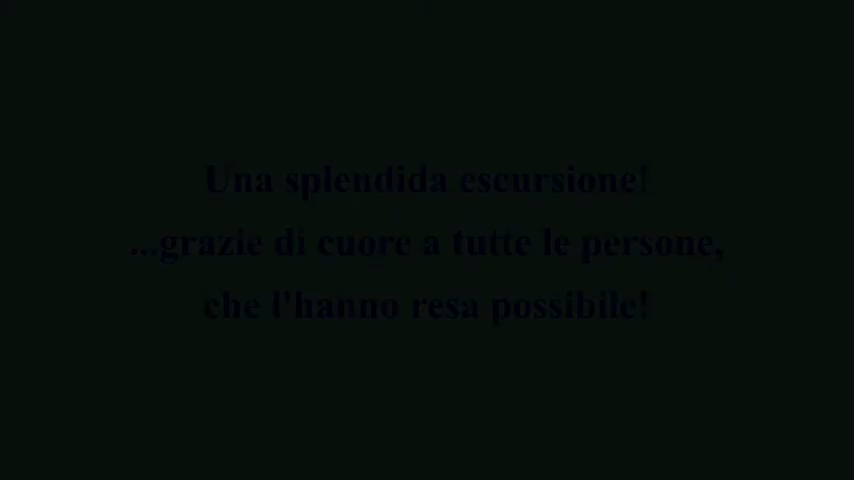 Una splendida escursione!
...grazie di cuore a tutte le persone,
che l'hanno resa possibile!